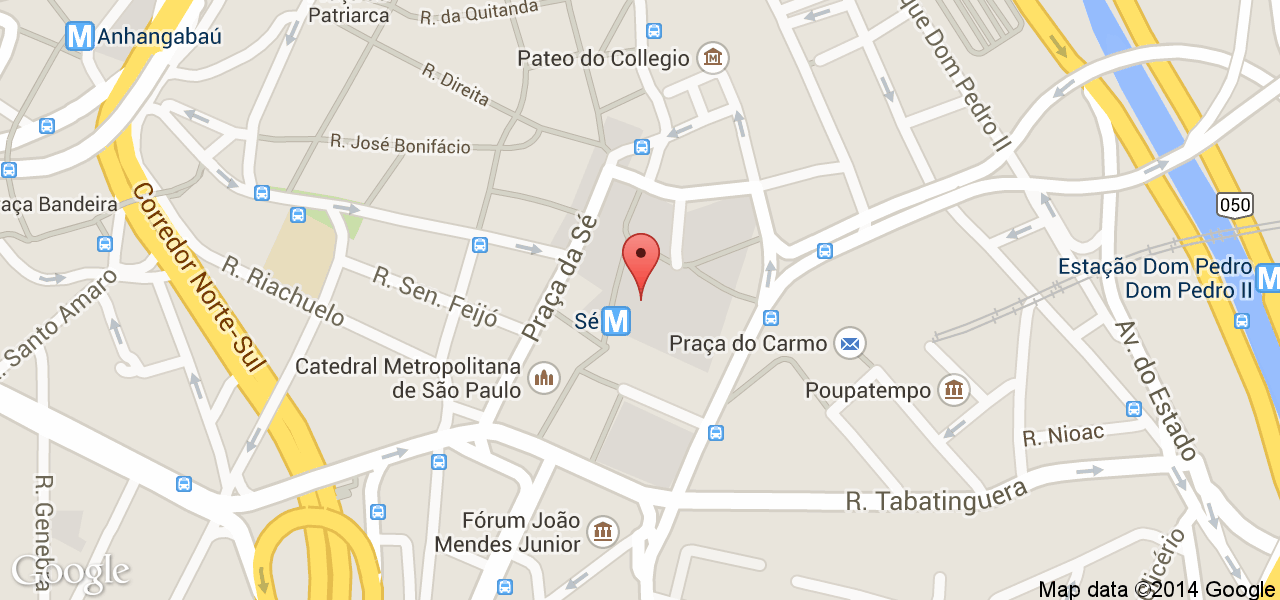 Patriarca
R. da Quitanda
Anhangabaú
Pateo do Collegio
que Dom Pedro II
R. Direita
R. José Bonifácio
Corredor Norte-Sul
Praça da Sé
aça Bandeira
050
R. Riachuelo
R. Sen. Feijó
Estação Dom Pedro
Dom Pedro II
. Santo Amaro
Sé
Praça do Carmo
Av. do Estado
Catedral Metropolitana
de São Paulo
Poupatempo
R. Nioac
R. Genebra
R. Tabatinguera
Fórum João
Mendes Junior
licério
Google
Map data ©2014 Google